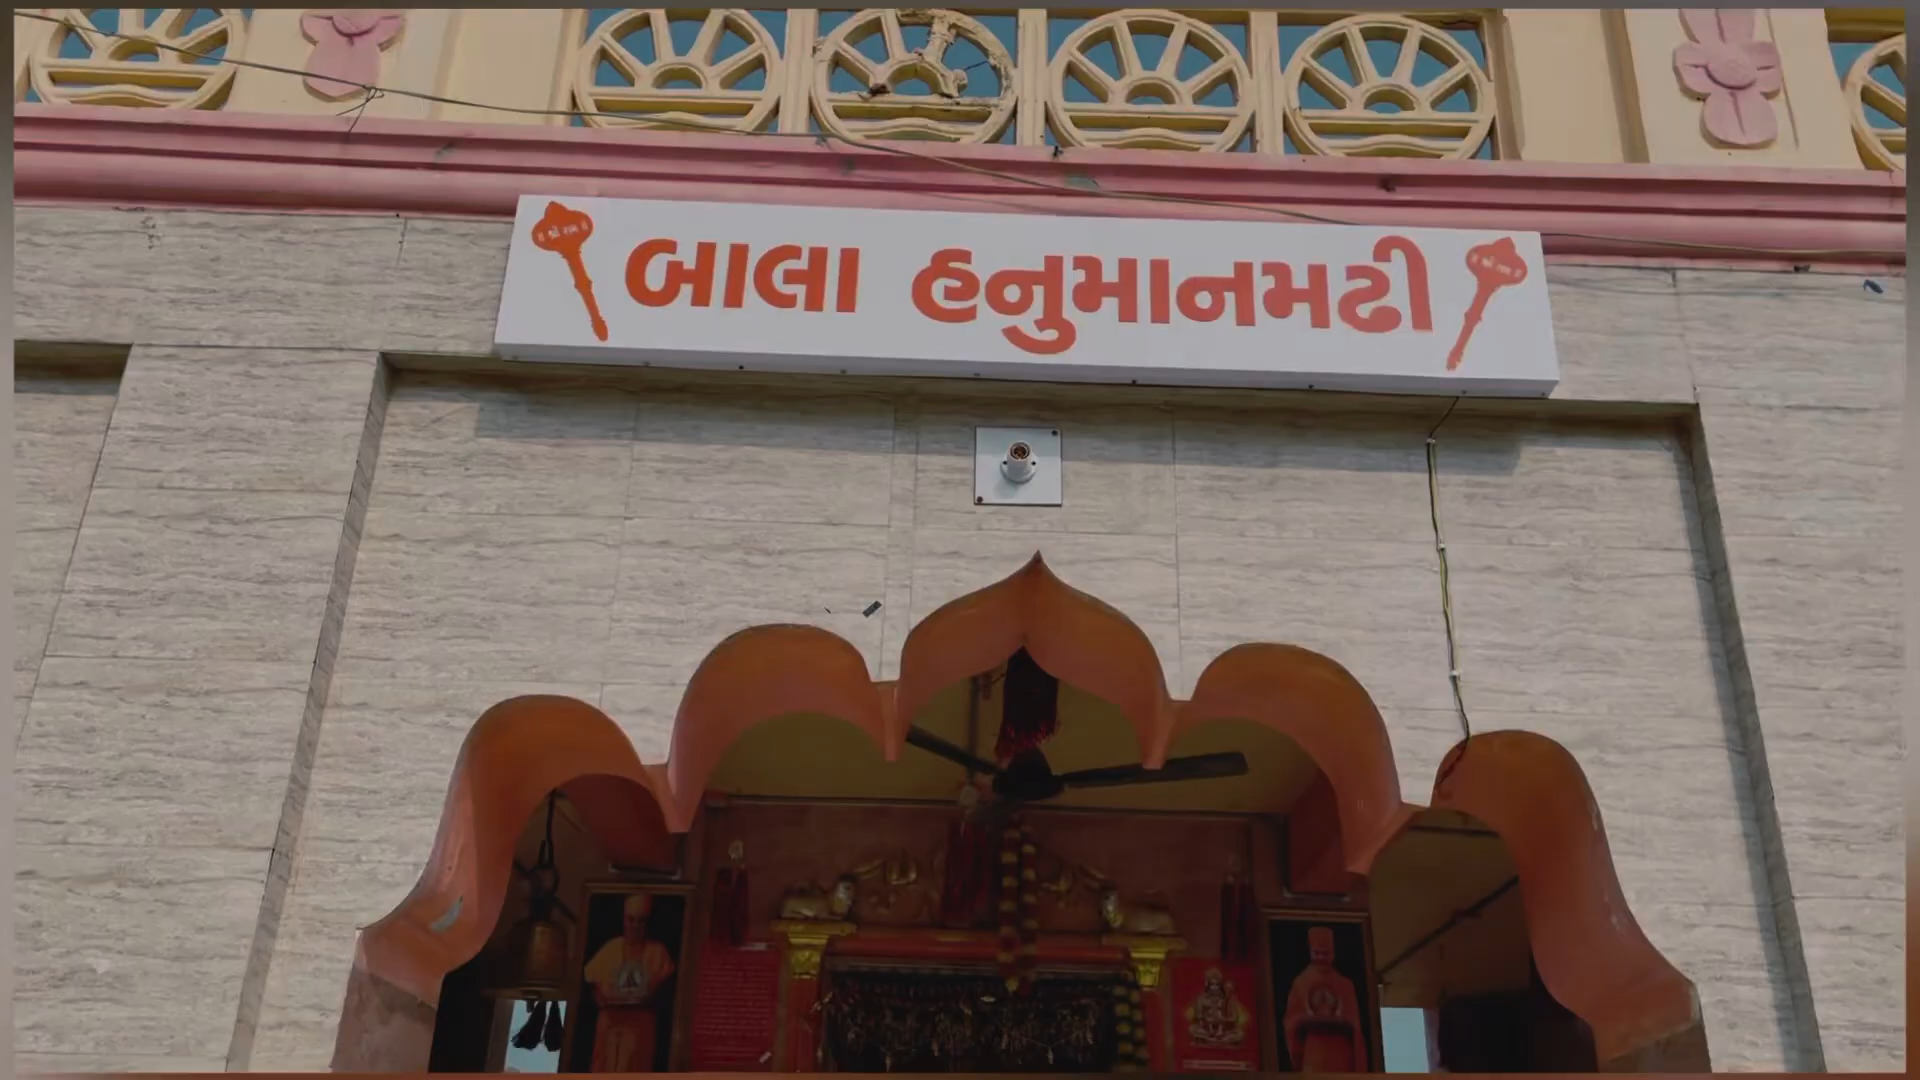 ॥ શ્રી રામ ॥
બાલા હનુમાનમઢી
॥ શ્રી રામ ॥